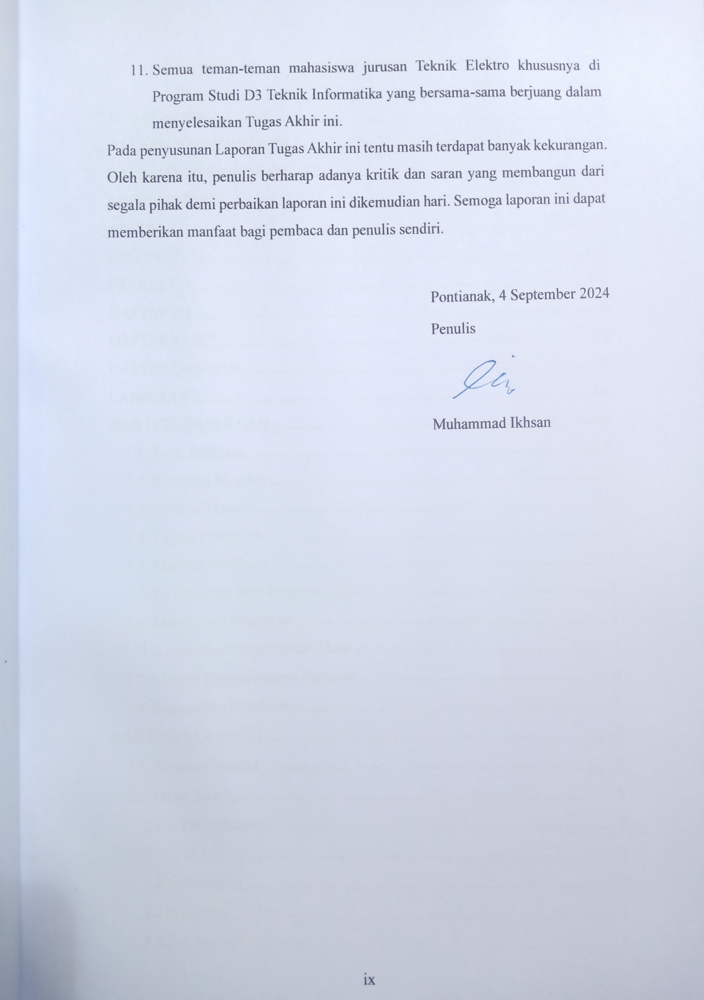 11. Semua teman-teman mahasiswa jurusan Teknik Elektro khususnya di
Program Studi D3 Teknik Informatika yang bersama-sama berjuang dalam
menyelesaikan Tugas Akhir ini.
Pada penyusunan Laporan Tugas Akhir ini tentu masih terdapat banyak kekurangan.
Oleh karena itu, penulis berharap adanya kritik dan saran yang membangun dari
segala pihak demi perbaikan laporan ini dikemudian hari. Semoga laporan ini dapat
memberikan manfaat bagi pembaca dan penulis sendiri.
Pontianak, 4 September 2024
Penulis
Muhammad Ikhsan
ix